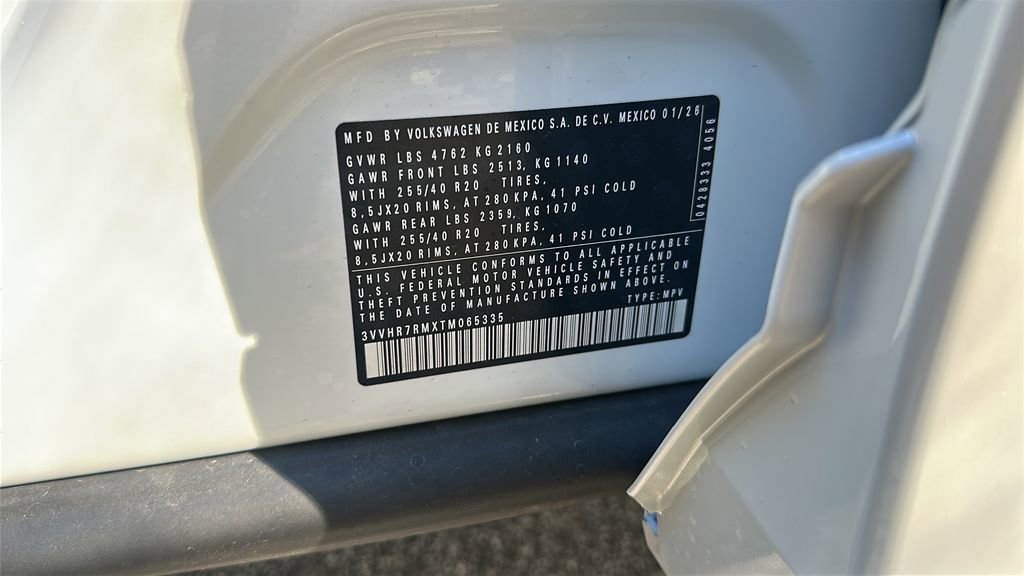 MFD BY VOLKSWAGEN DE MEXICO S.A. DE C.V. MEXICO 01/26
GVWR LBS 4762 KG 2160
GAWR FRONT LBS 2513, KG 1140
WITH 255/40 R20 TIRES,
8,5JX20 RIMS, AT 280 KPA, 41 PSI COLD
GAWR REAR LBS 2359, KG 1070
WITH 255/40 R20 TIRES,
8,5JX20 RIMS, AT 280 KPA, 41 PSI COLD
0428333 4056
THIS VEHICLE CONFORMS TO ALL APPLICABLE
U.S. FEDERAL MOTOR VEHICLE SAFETY AND
THEFT PREVENTION STANDARDS IN EFFECT ON
THE DATE OF MANUFACTURE SHOWN ABOVE.
3VVHR7RMXTM065335 TYPE: MPV